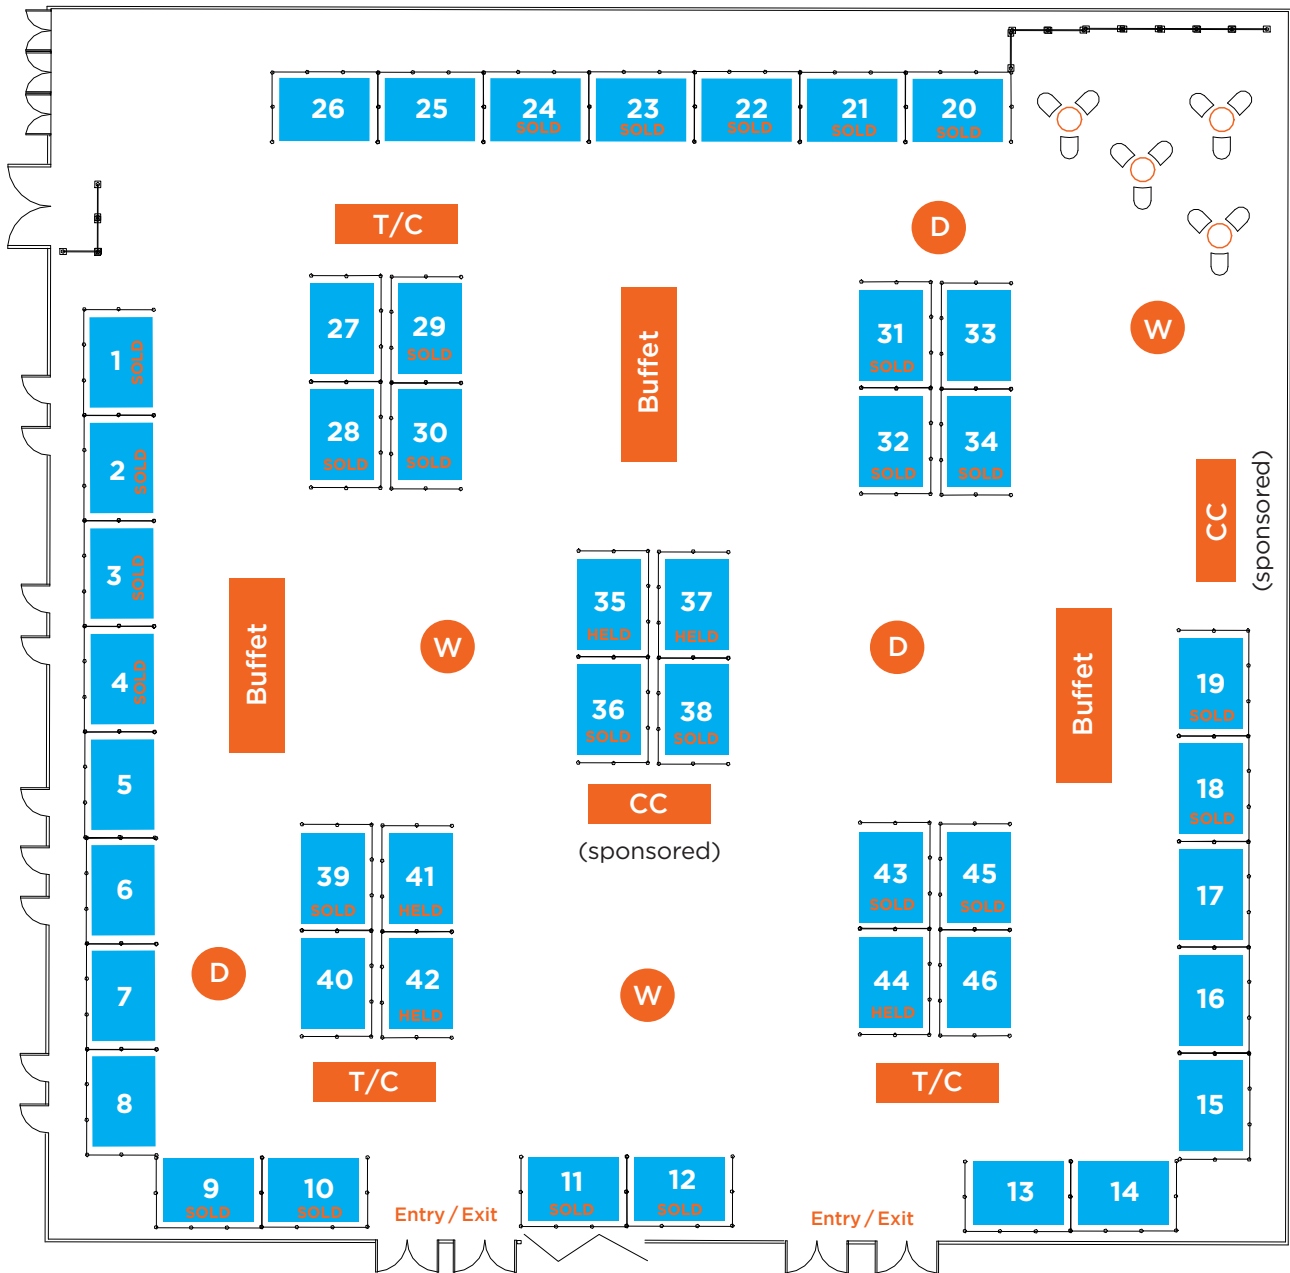 26
25
24
SOLD
23
SOLD
22
SOLD
21
SOLD
20
SOLD
T/C
D
27
29
SOLD
28
SOLD
30
SOLD
Buffet
31
SOLD
33
32
SOLD
34
SOLD
W
1
SOLD
2
SOLD
3
SOLD
4
SOLD
5
6
7
8
CC
(sponsored)
Buffet
W
35
HELD
37
HELD
36
SOLD
38
SOLD
CC
(sponsored)
D
Buffet
19
SOLD
18
SOLD
17
16
15
39
SOLD
41
HELD
40
42
HELD
D
W
43
SOLD
45
SOLD
44
HELD
46
T/C
T/C
9
SOLD
10
SOLD
Entry / Exit
11
SOLD
12
SOLD
Entry / Exit
13
14